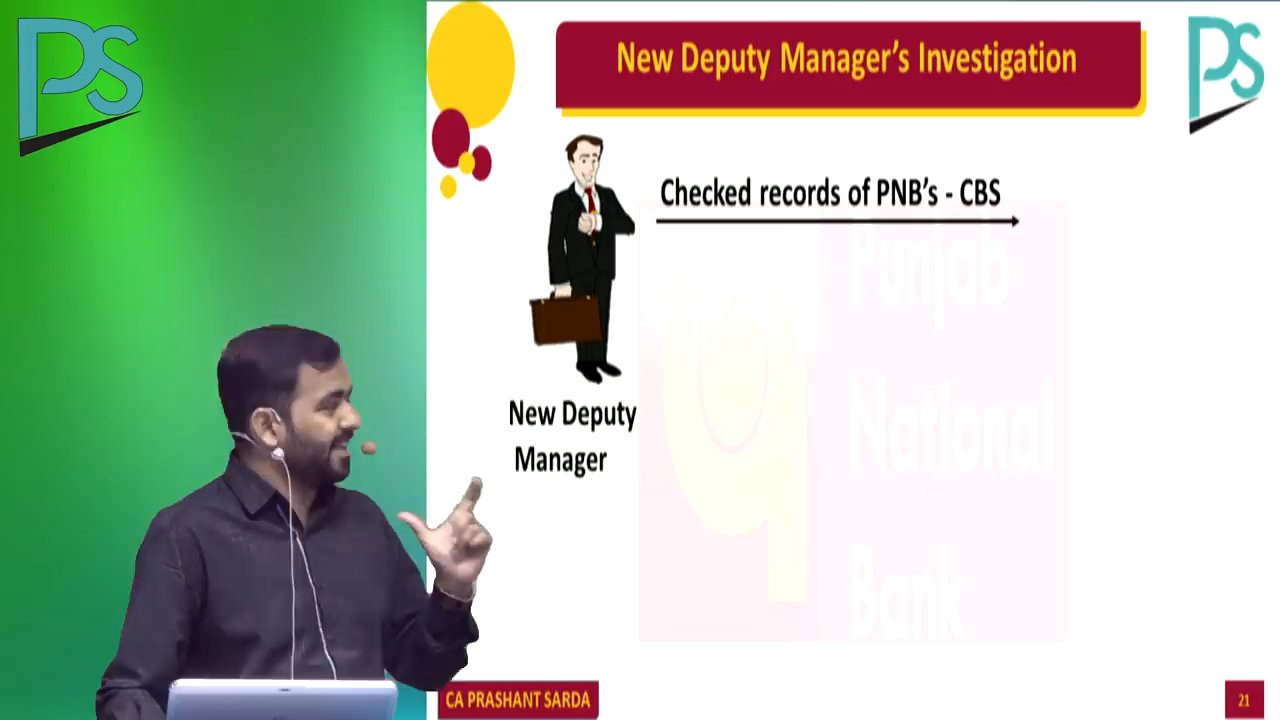 PS
New Deputy Manager's Investigation
PS
Checked records of PNB's - CBS
Punjab
National
Bank
New Deputy
Manager
CA PRASHANT SARDA
21